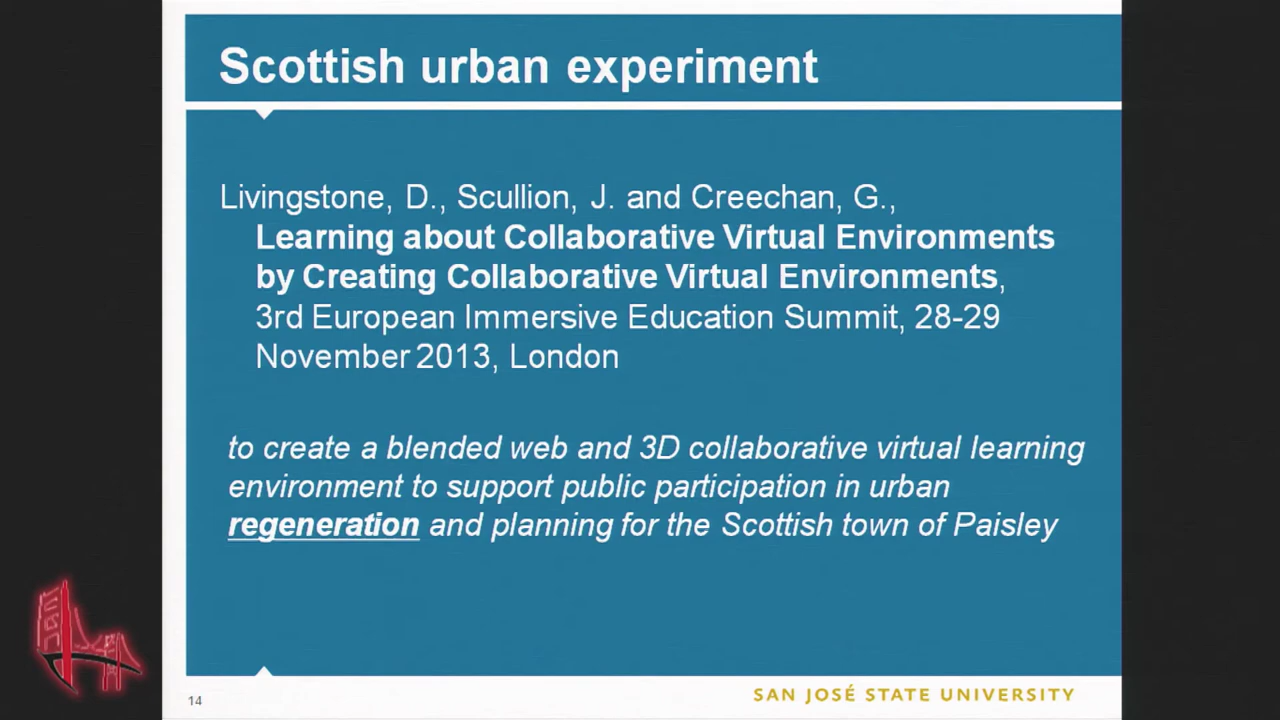 Scottish urban experiment
Livingstone, D., Scullion, J. and Creechan, G.,
Learning about Collaborative Virtual Environments
by Creating Collaborative Virtual Environments,
3rd European Immersive Education Summit, 28-29
November 2013, London
to create a blended web and 3D collaborative virtual learning
environment to support public participation in urban
regeneration and planning for the Scottish town of Paisley
14
SAN JOSÉ STATE UNIVERSITY